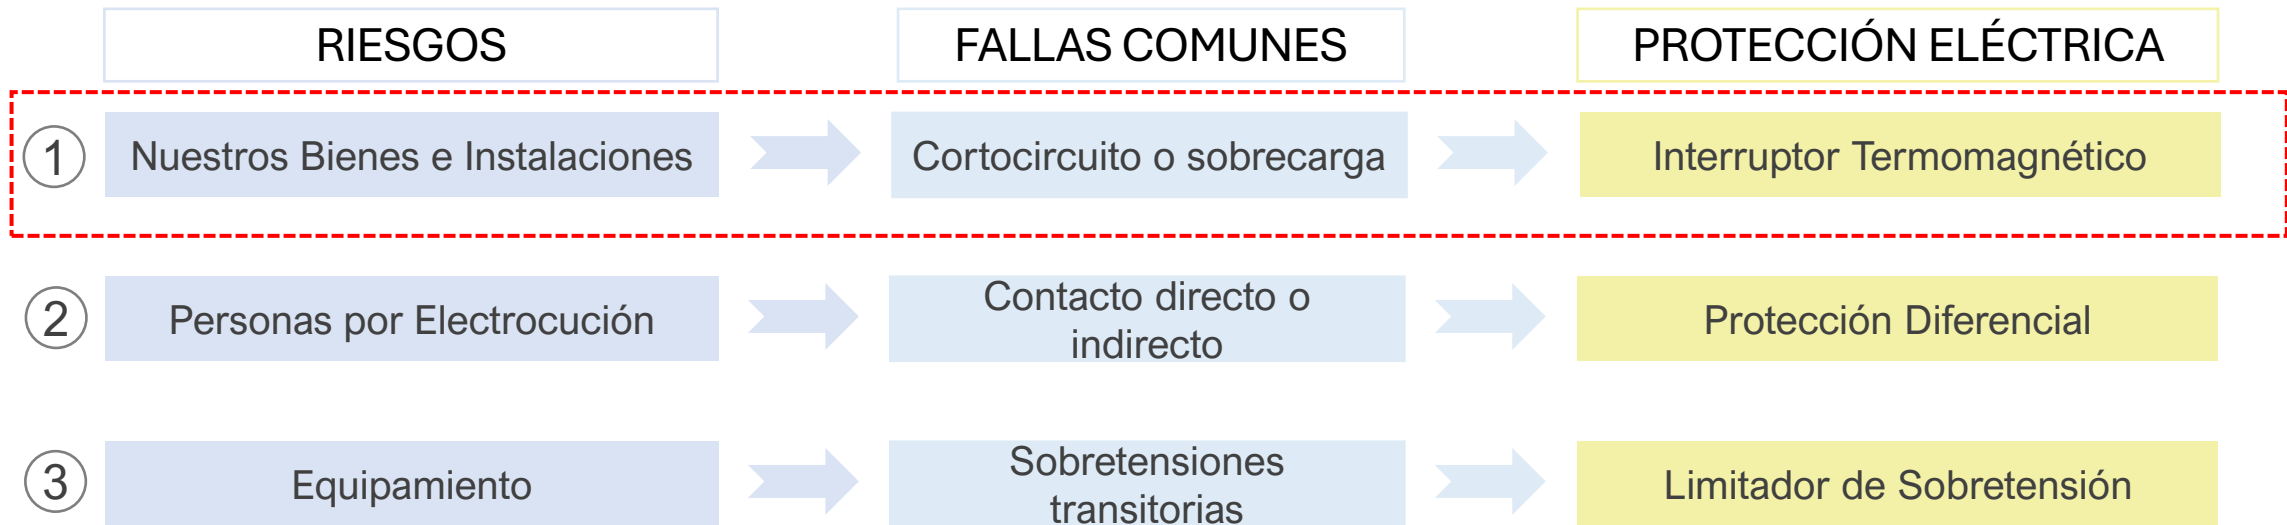 RIESGOS
FALLAS COMUNES
PROTECCIÓN ELÉCTRICA
1
Nuestros Bienes e Instalaciones
Cortocircuito o sobrecarga
Interruptor Termomagnético
2
Personas por Electrocución
Contacto directo o
indirecto
Protección Diferencial
3
Equipamiento
Sobretensiones
transitorias
Limitador de Sobretensión